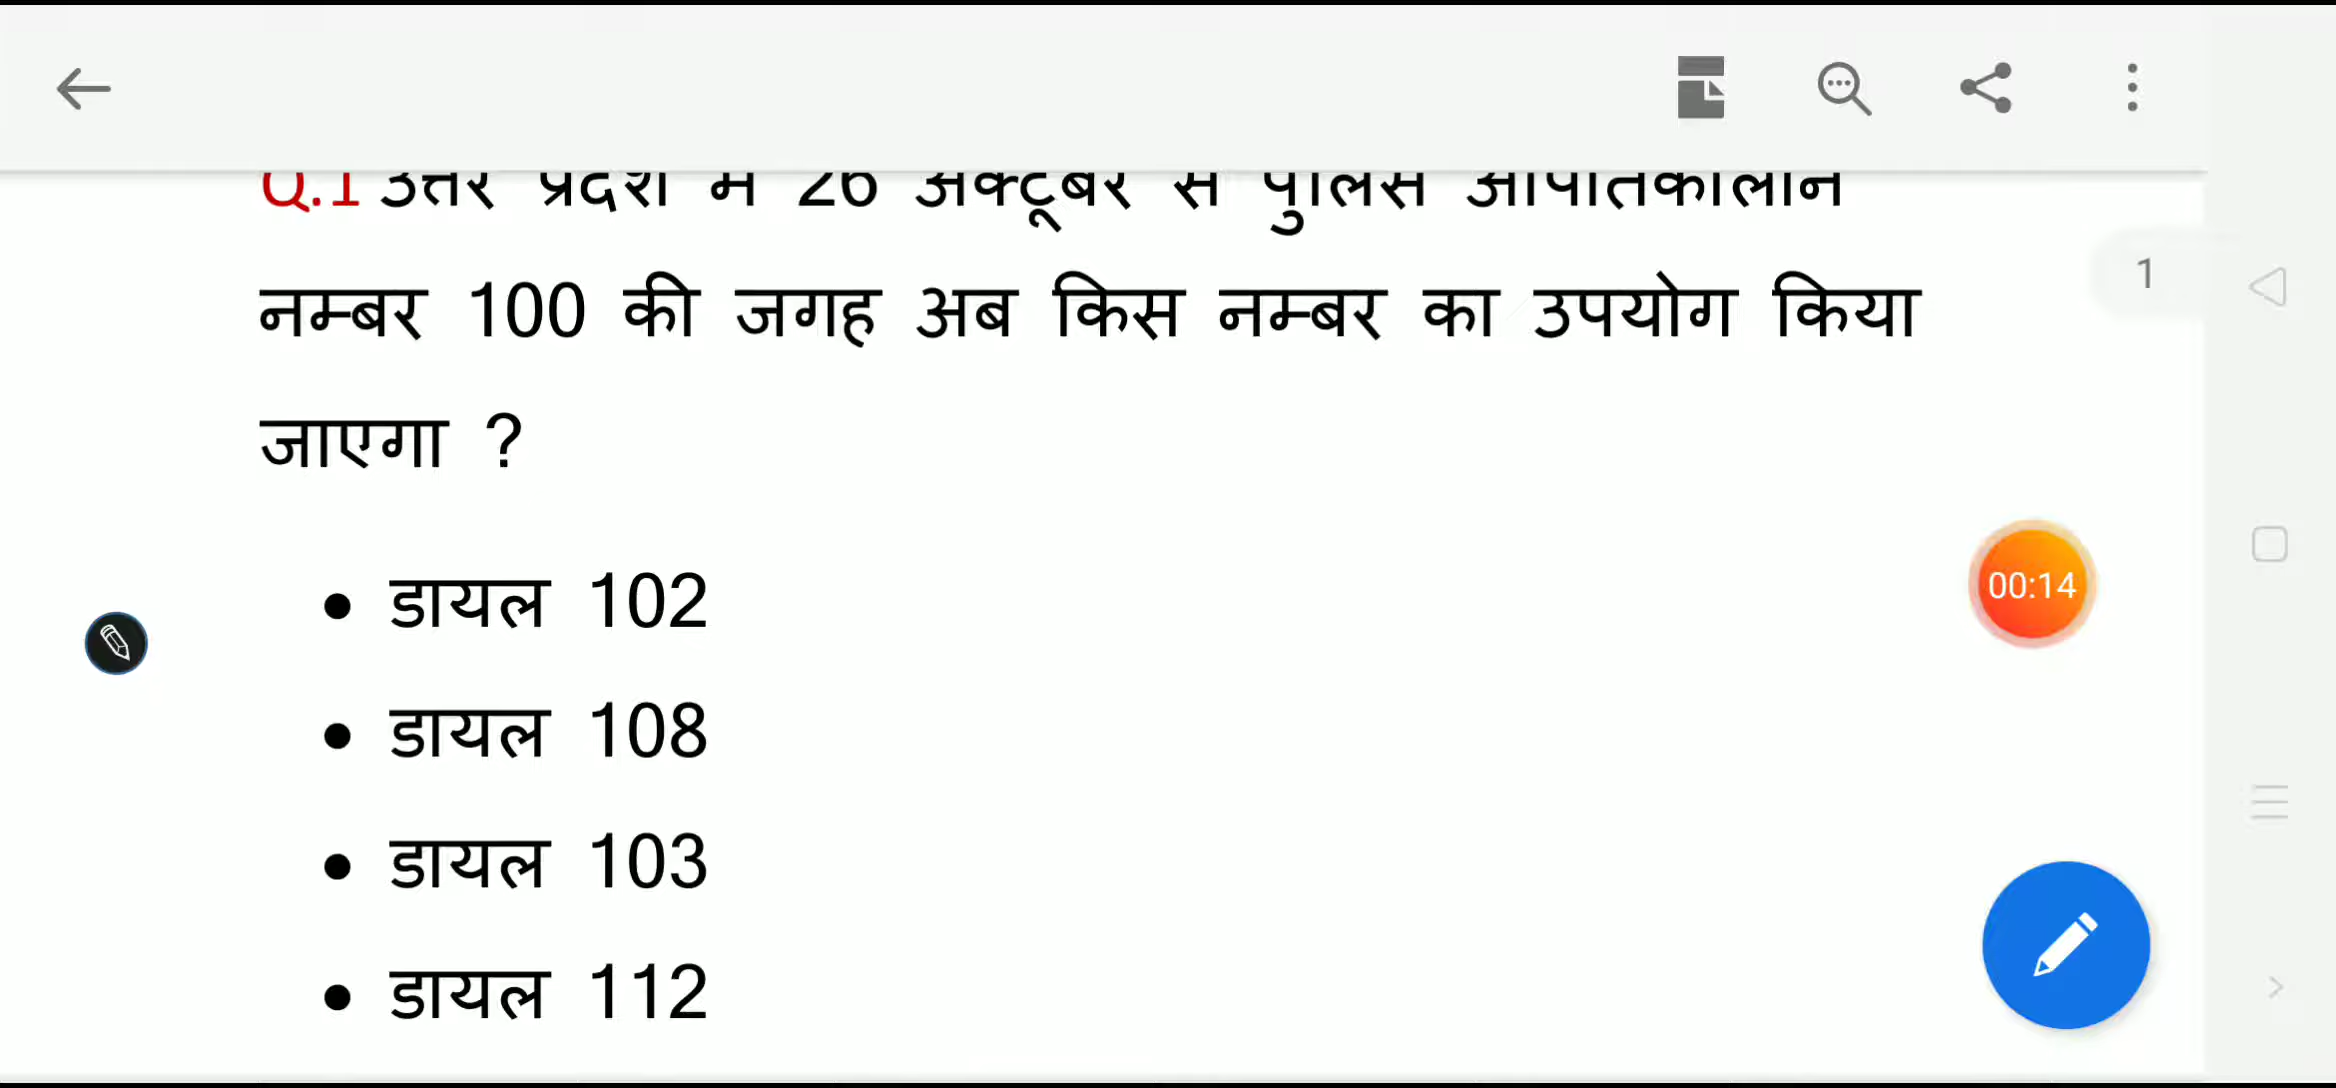 Q.1 उत्तर प्रदेश में 26 अक्टूबर से पुलिस आपातकालीन
1
नम्बर 100 की जगह अब किस नम्बर का उपयोग किया
जाएगा ?
00:14
• डायल 102
• डायल 108
• डायल 103
• डायल 112